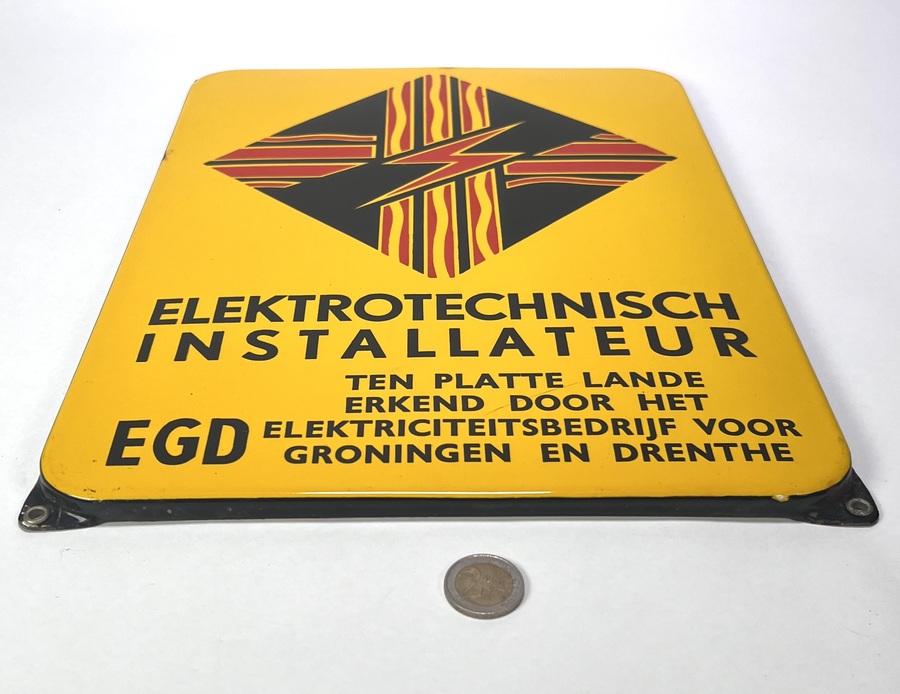 ELEKTROTECHNISCH
INSTALLATEUR
TEN PLATTE LANDE
ERKEND DOOR HET
EGD ELEKTRICITEITSBEDRIJF VOOR
GRONINGEN EN DRENTHE